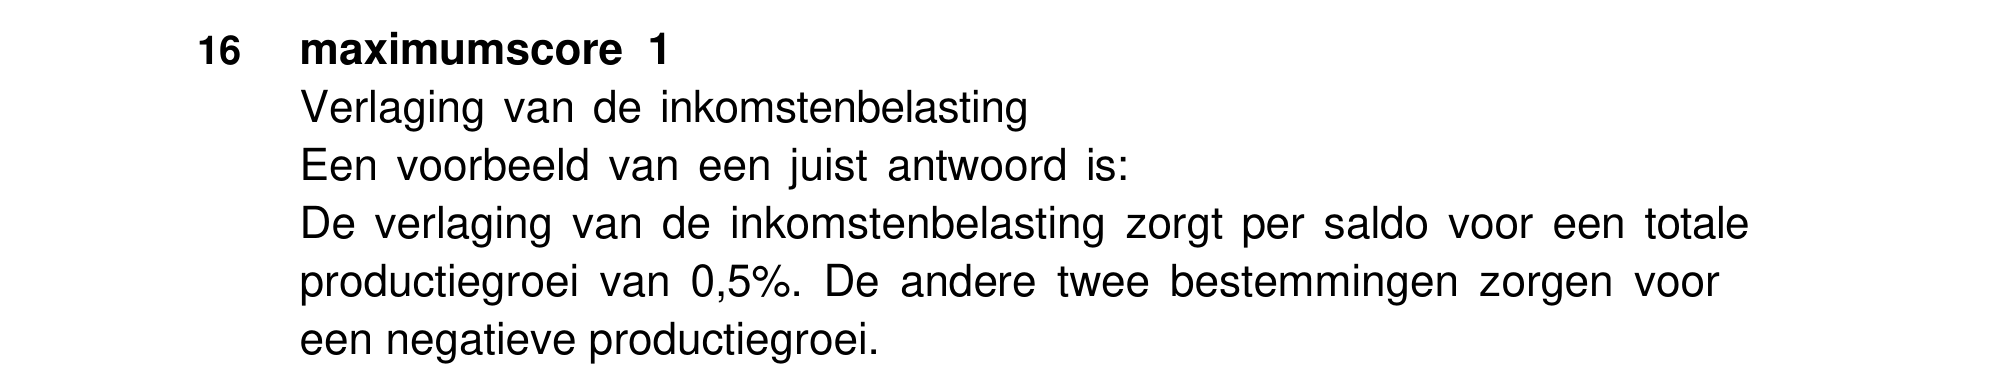 16 maximumscore 1
Verlaging van de inkomstenbelasting
Een voorbeeld van een juist antwoord is:
De verlaging van de inkomstenbelasting zorgt per saldo voor een totale
productiegroei van 0,5%. De andere twee bestemmingen zorgen voor
een negatieve productiegroei.